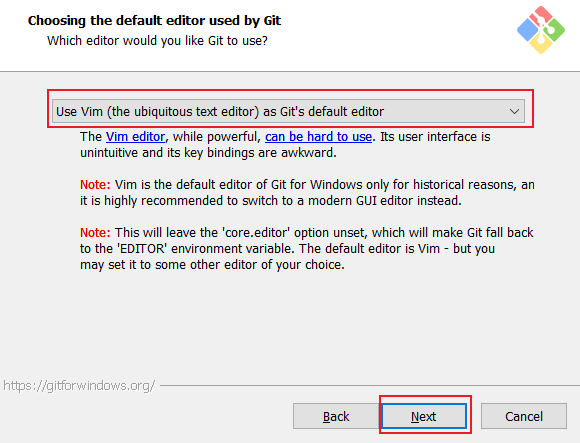 Choosing the default editor used by Git
Which editor would you like Git to use?
Use Vim (the ubiquitous text editor) as Git's default editor
The Vim editor, while powerful, can be hard to use. Its user interface is
unintuitive and its key bindings are awkward.
Note: Vim is the default editor of Git for Windows only for historical reasons, an
it is highly recommended to switch to a modern GUI editor instead.
Note: This will leave the 'core.editor' option unset, which will make Git fall back
to the 'EDITOR' environment variable. The default editor is Vim - but you
may set it to some other editor of your choice.
https://gitforwindows.org/
Back Next Cancel